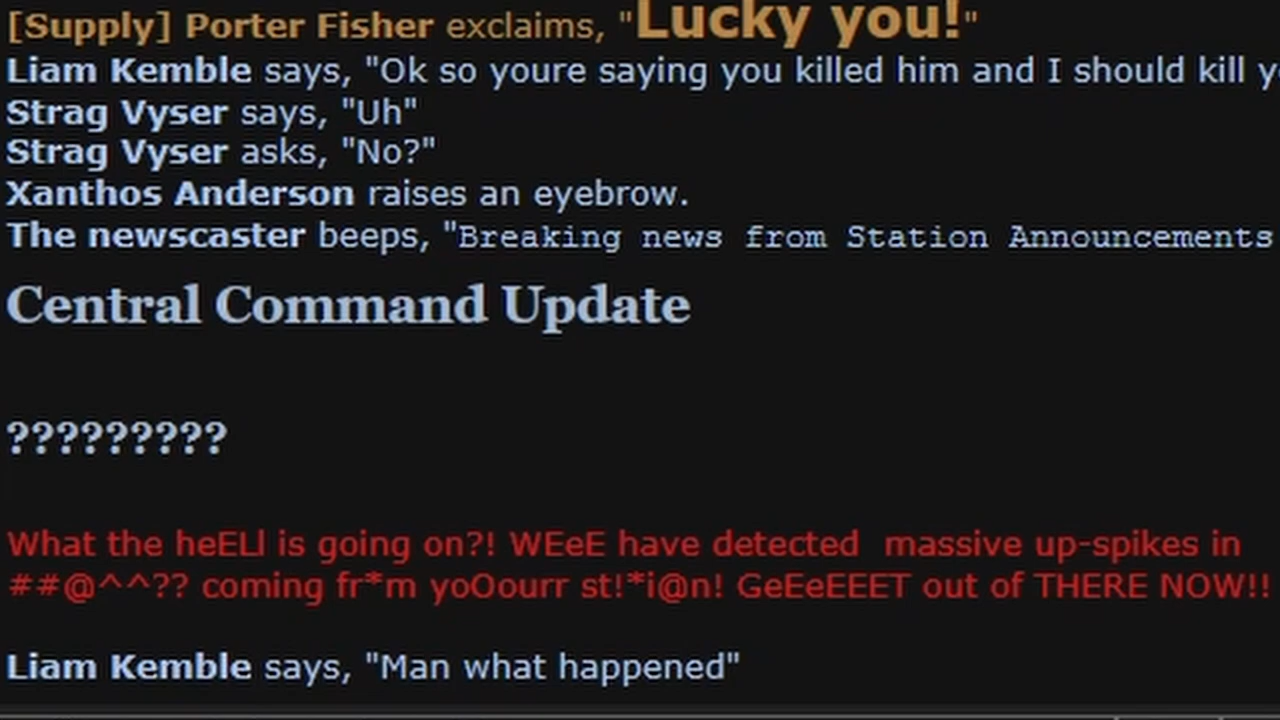 [Supply] Porter Fisher exclaims, "Lucky you!"
Liam Kemble says, "Ok so youre saying you killed him and I should kill
Strag Vyser says, "Uh"
Strag Vyser asks, "No?"
Xanthos Anderson raises an eyebrow.
The newscaster beeps, "Breaking news from Station Announcements
Central Command Update
?????????
What the heELl is going on?! WEeE have detected  massive up-spikes in
##@^^?? coming fr*m yoOourr st!*i@n! GeEeEEET out of THERE NOW!!
Liam Kemble says, "Man what happened"